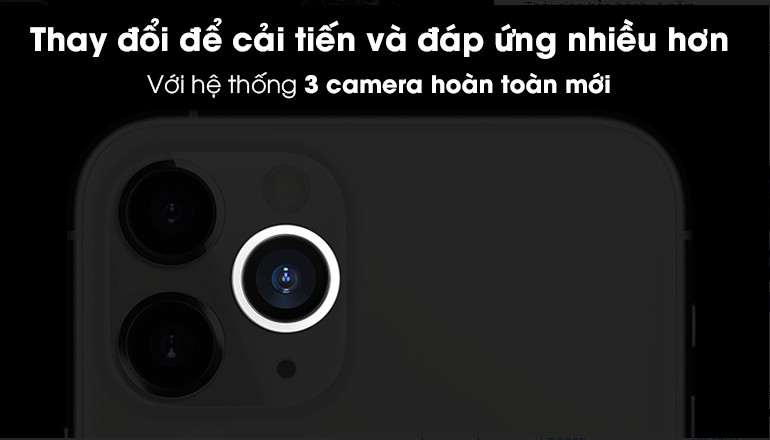 Thay đổi để cải tiến và đáp ứng nhiều hơn
Với hệ thống 3 camera hoàn toàn mới